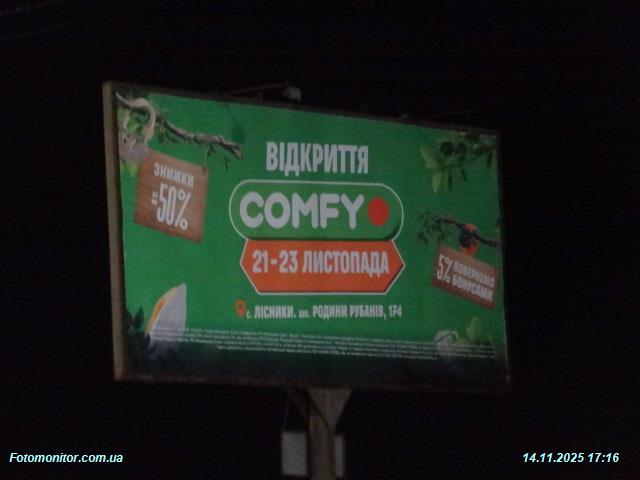 ВІДКРИТТЯ
ЗНИЖКИ
до -50%
COMFY
21-23 ЛИСТОПАДА
5% ПОВЕРНЕМО
БОНУСАМИ
с. ЛІСНИКИ. вул. РОДИНИ РУБАНІВ, 174
Fotomonitor.com.ua
14.11.2025 17:16